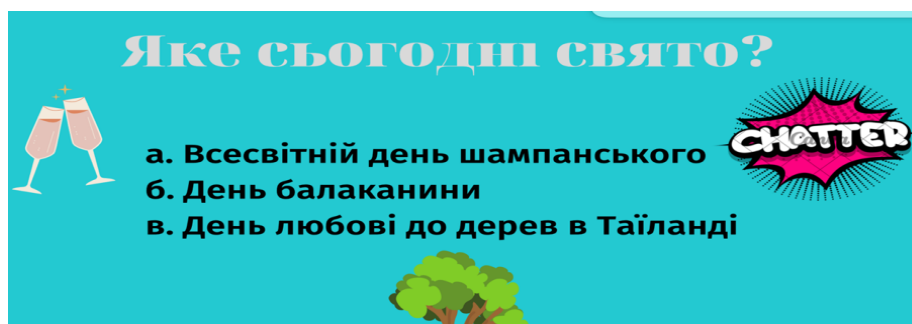 Яке сьогодні свято?
CHATTER
а. Всесвітній день шампанського
б. День балаканини
в. День любові до дерев в Таїланді